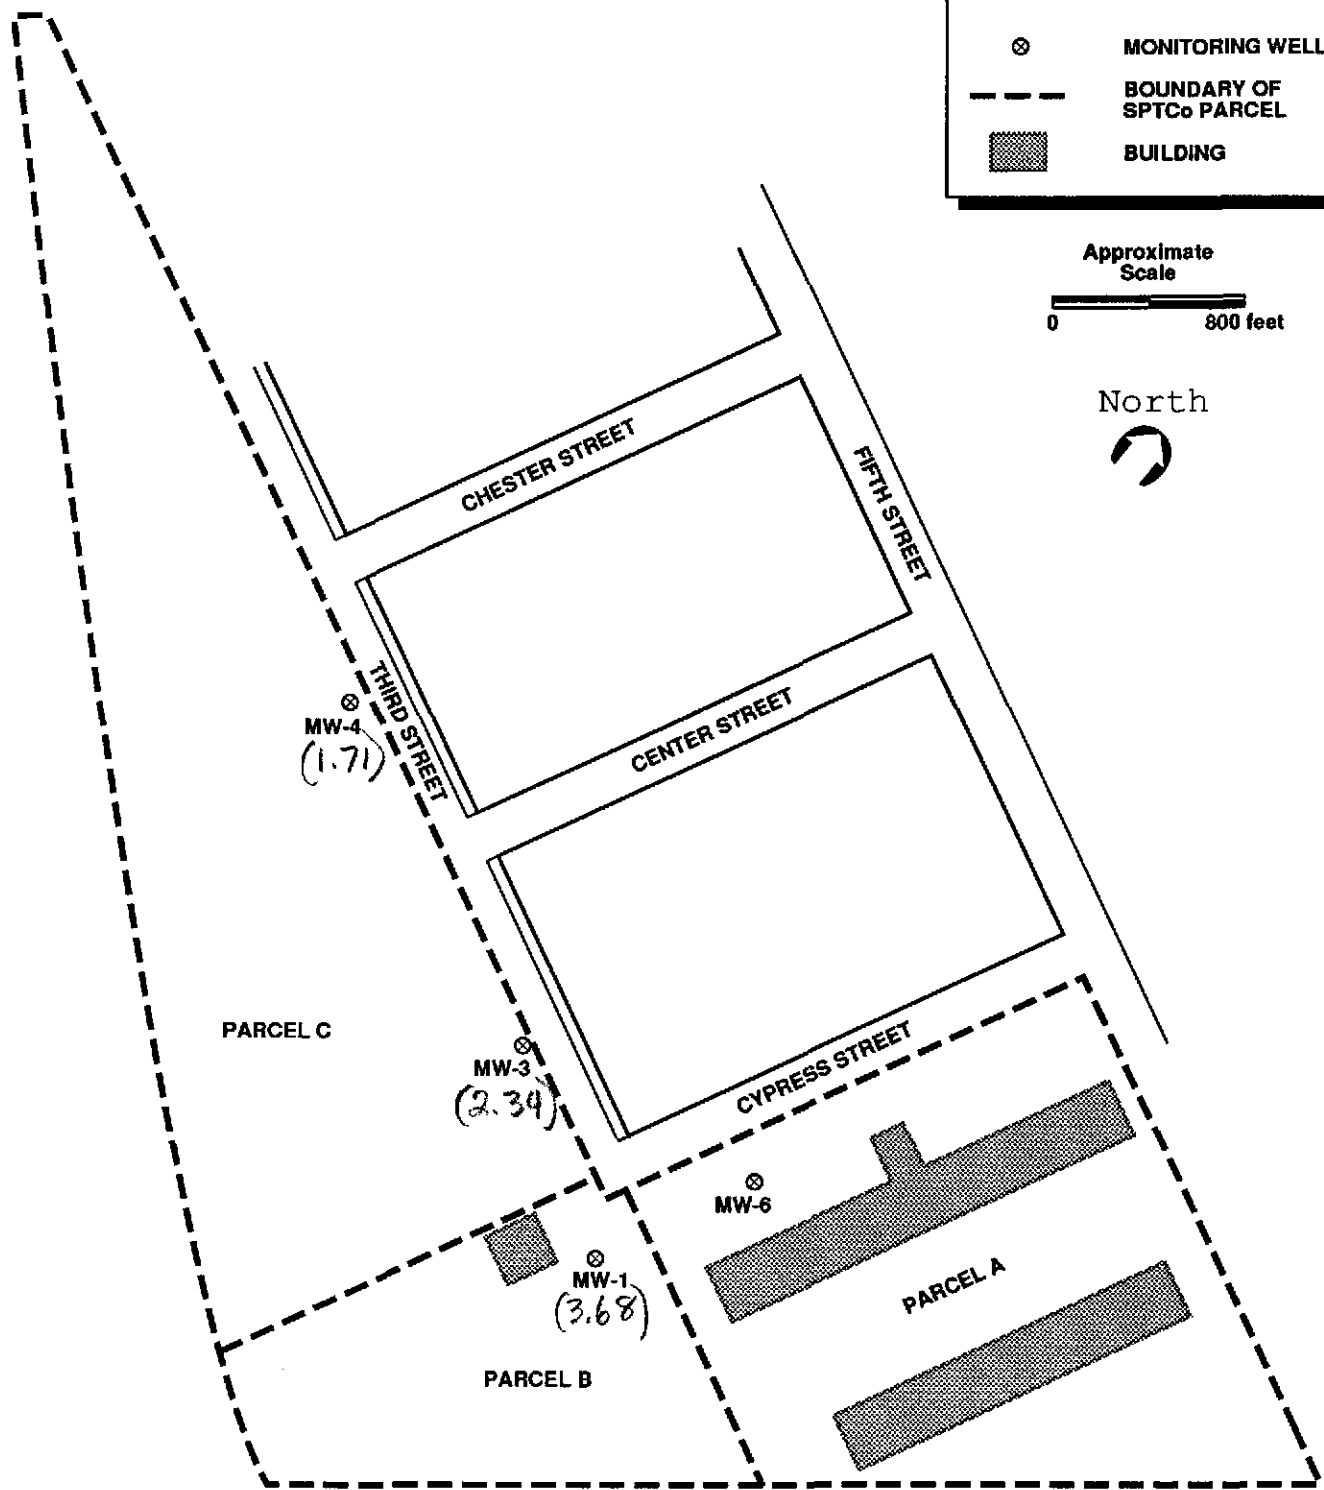 MONITORING WELL
BOUNDARY OF
SPTCo PARCEL
BUILDING
Approximate
Scale
0 800 feet
North
CHESTER STREET
FIFTH STREET
THIRD STREET
MW-4
(1.71)
CENTER STREET
PARCEL C
MW-3
(2.34)
CYPRESS STREET
MW-6
MW-1
(3.68)
PARCEL A
PARCEL B